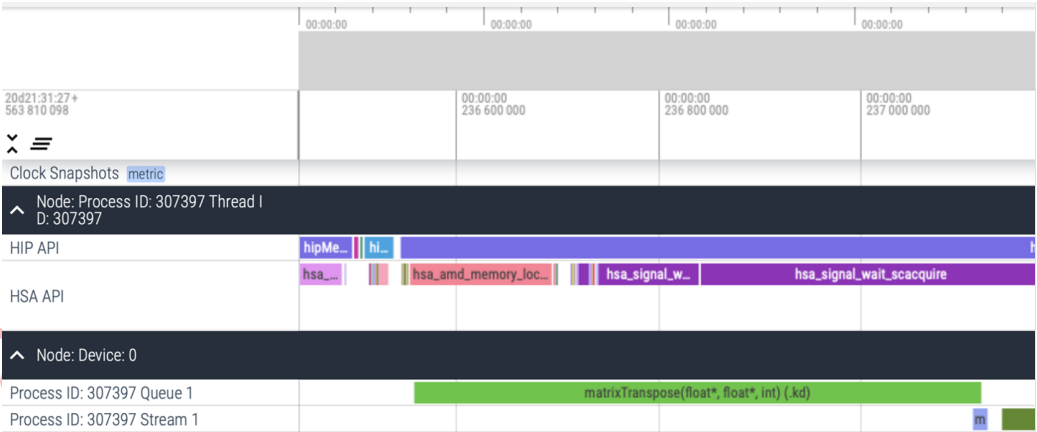 00:00:00 00:00:00 00:00:00 00:00:00
20d21:31:27+ 00:00:00 00:00:00 00:00:00
563 810 098 236 600 000 236 800 000 237 000 000
Clock Snapshots metric
Node: Process ID: 307397 Thread I
D: 307397
HIP API hipMe... hi... h
HSA API hsa_... hsa_amd_memory_loc... hsa_signal_w... hsa_signal_wait_scacquire
Node: Device: 0
Process ID: 307397 Queue 1 matrixTranspose(float*, float*, int) (.kd)
Process ID: 307397 Stream 1 m